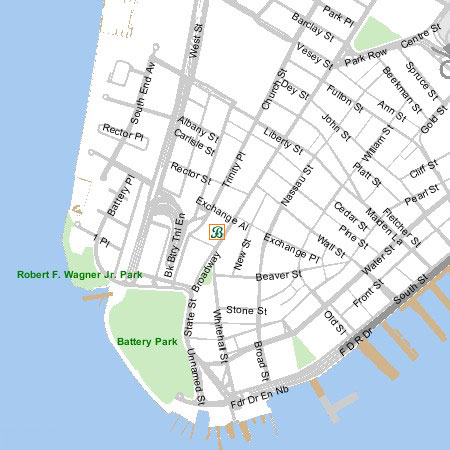 Park Pl
Barclay St
Vesey St
Park Row
Centre St
West St
Church St
Dey St
Fulton St
Beekman St
Spruce St
Ann St
Gold St
South End Av
Albany St
Carlisle St
Liberty St
John St
William St
Rector Pl
Trinity Pl
Platt St
Cliff St
Rector St
Nassau St
Pearl St
Battery Pl
Exchange Al
Cedar St
Maiden La
Fletcher St
B
1 Pl
Bk Btry Tnl En
Broadway
New St
Exchange Pl
Wall St
Pine St
Water St
Robert F. Wagner Jr. Park
Beaver St
Front St
South St
State St
Whitehall St
Stone St
Old St
Battery Park
Unnamed St
Broad St
F D R Dr
Fdr Dr En Nb